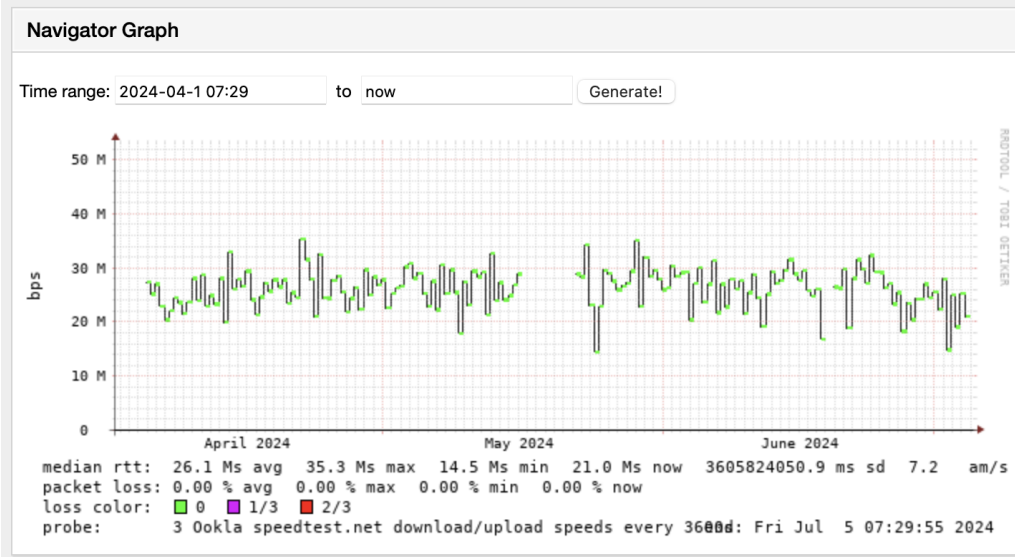 Navigator Graph
Time range: 2024-04-1 07:29 to now Generate!
RRDTOOL / TOBI OETIKER
bps
50 M
40 M
30 M
20 M
10 M
0
April 2024 May 2024 June 2024
median rtt: 26.1 Ms avg 35.3 Ms max 14.5 Ms min 21.0 Ms now 3605824050.9 ms sd 7.2 am/s
packet loss: 0.00 % avg 0.00 % max 0.00 % min 0.00 % now
loss color: 0 1/3 2/3
probe: 3 Ookla speedtest.net download/upload speeds every Fri Jul 5 07:29:55 2024